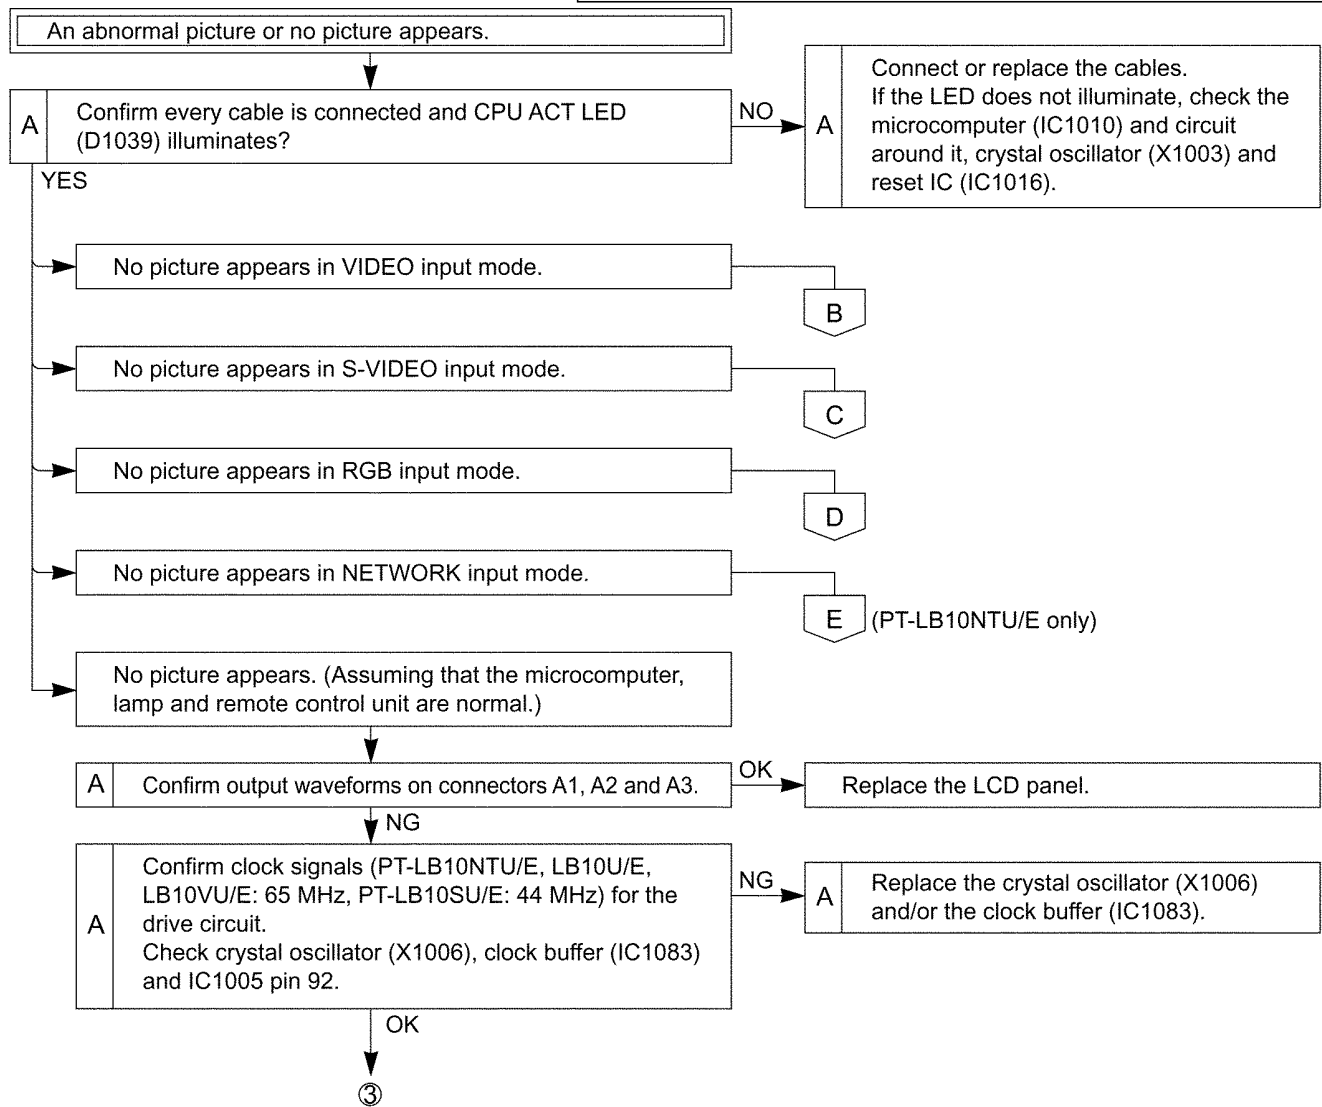 An abnormal picture or no picture appears.
A
Confirm every cable is connected and CPU ACT LED
(D1039) illuminates?
NO
A
Connect or replace the cables.
If the LED does not illuminate, check the
microcomputer (IC1010) and circuit
around it, crystal oscillator (X1003) and
reset IC (IC1016).
YES
No picture appears in VIDEO input mode.
B
No picture appears in S-VIDEO input mode.
C
No picture appears in RGB input mode.
D
No picture appears in NETWORK input mode.
E
(PT-LB10NTU/E only)
No picture appears. (Assuming that the microcomputer,
lamp and remote control unit are normal.)
A
Confirm output waveforms on connectors A1, A2 and A3.
OK
Replace the LCD panel.
NG
A
Confirm clock signals (PT-LB10NTU/E, LB10U/E,
LB10VU/E: 65 MHz, PT-LB10SU/E: 44 MHz) for the
drive circuit.
Check crystal oscillator (X1006), clock buffer (IC1083)
and IC1005 pin 92.
NG
A
Replace the crystal oscillator (X1006)
and/or the clock buffer (IC1083).
OK
③